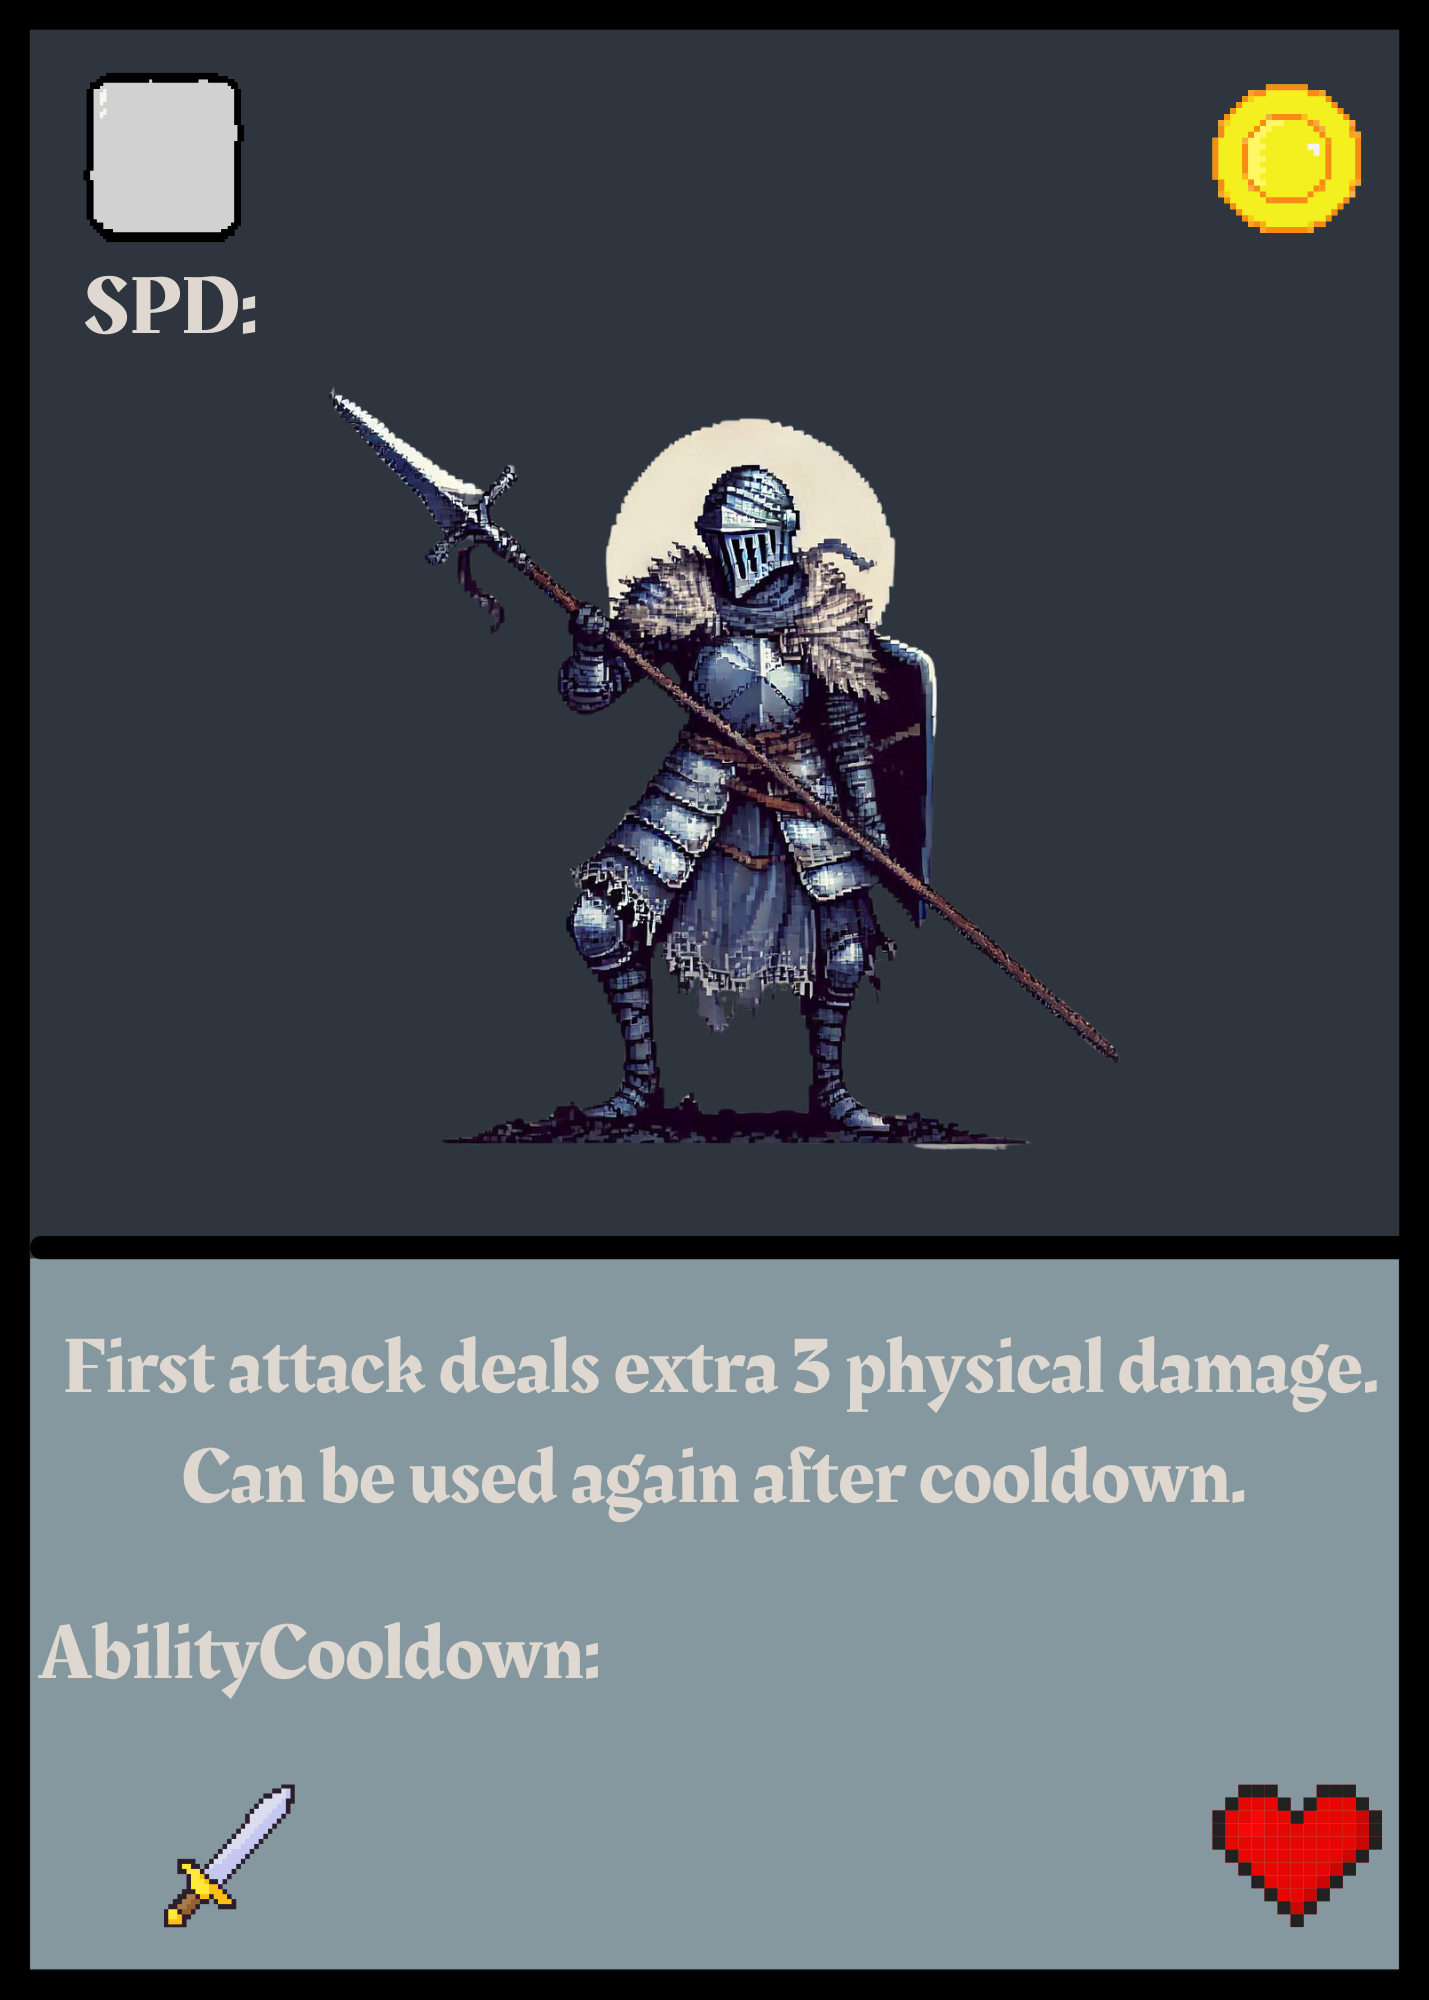 SPD:
First attack deals extra 3 physical damage.
Can be used again after cooldown.
AbilityCooldown: